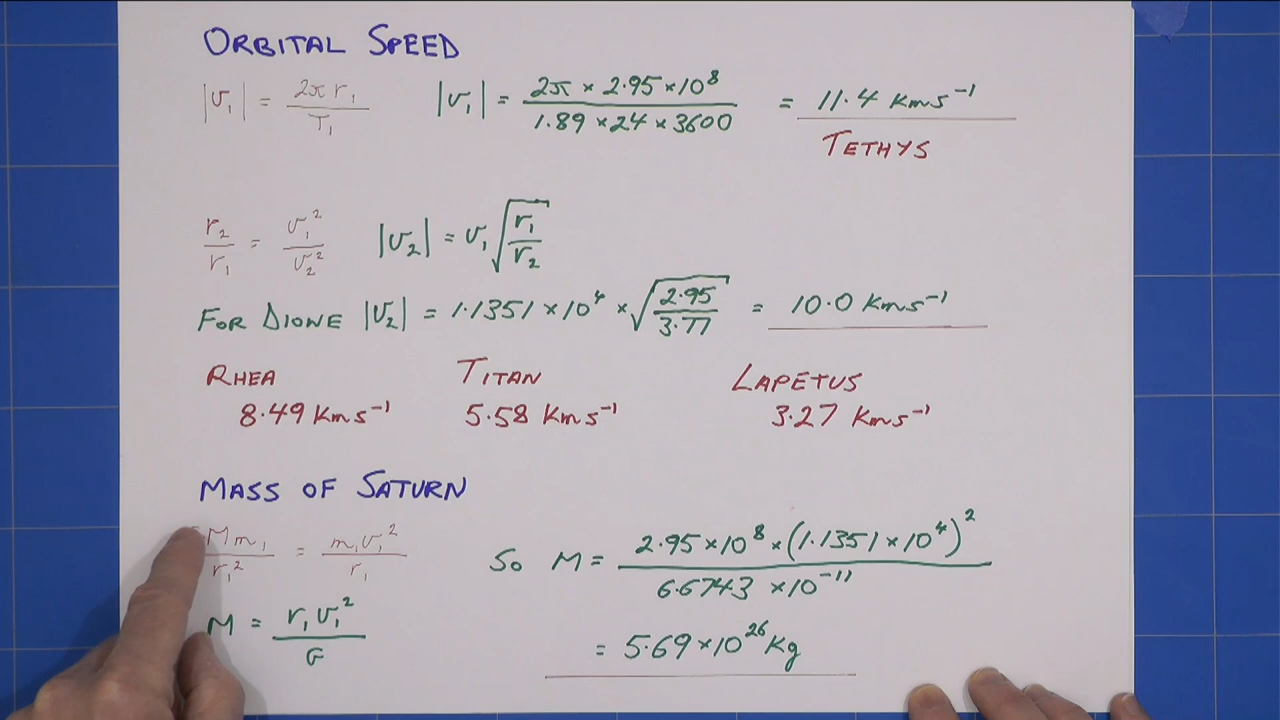 ORBITAL SPEED
|v₁| = 2π r₁ / T₁ |v₁| = 2π × 2.95 × 10⁸ / 1.89 × 24 × 3600 = 11.4 kms⁻¹
TETHYS
r₂ / r₁ = v₁² / v₂² |v₂| = v₁ √(r₁ / r₂)
FOR DIONE |v₂| = 1.1351 × 10⁴ × √(2.95 / 3.77) = 10.0 kms⁻¹
RHEA TITAN LAPETUS
8.49 kms⁻¹ 5.58 kms⁻¹ 3.27 kms⁻¹
MASS OF SATURN
Mm₁ / r₁² = m₁v₁² / r₁ SO M = 2.95 × 10⁸ × (1.1351 × 10⁴)² / 6.6743 × 10⁻¹¹
M = r₁ v₁² / G = 5.69 × 10²⁶ kg